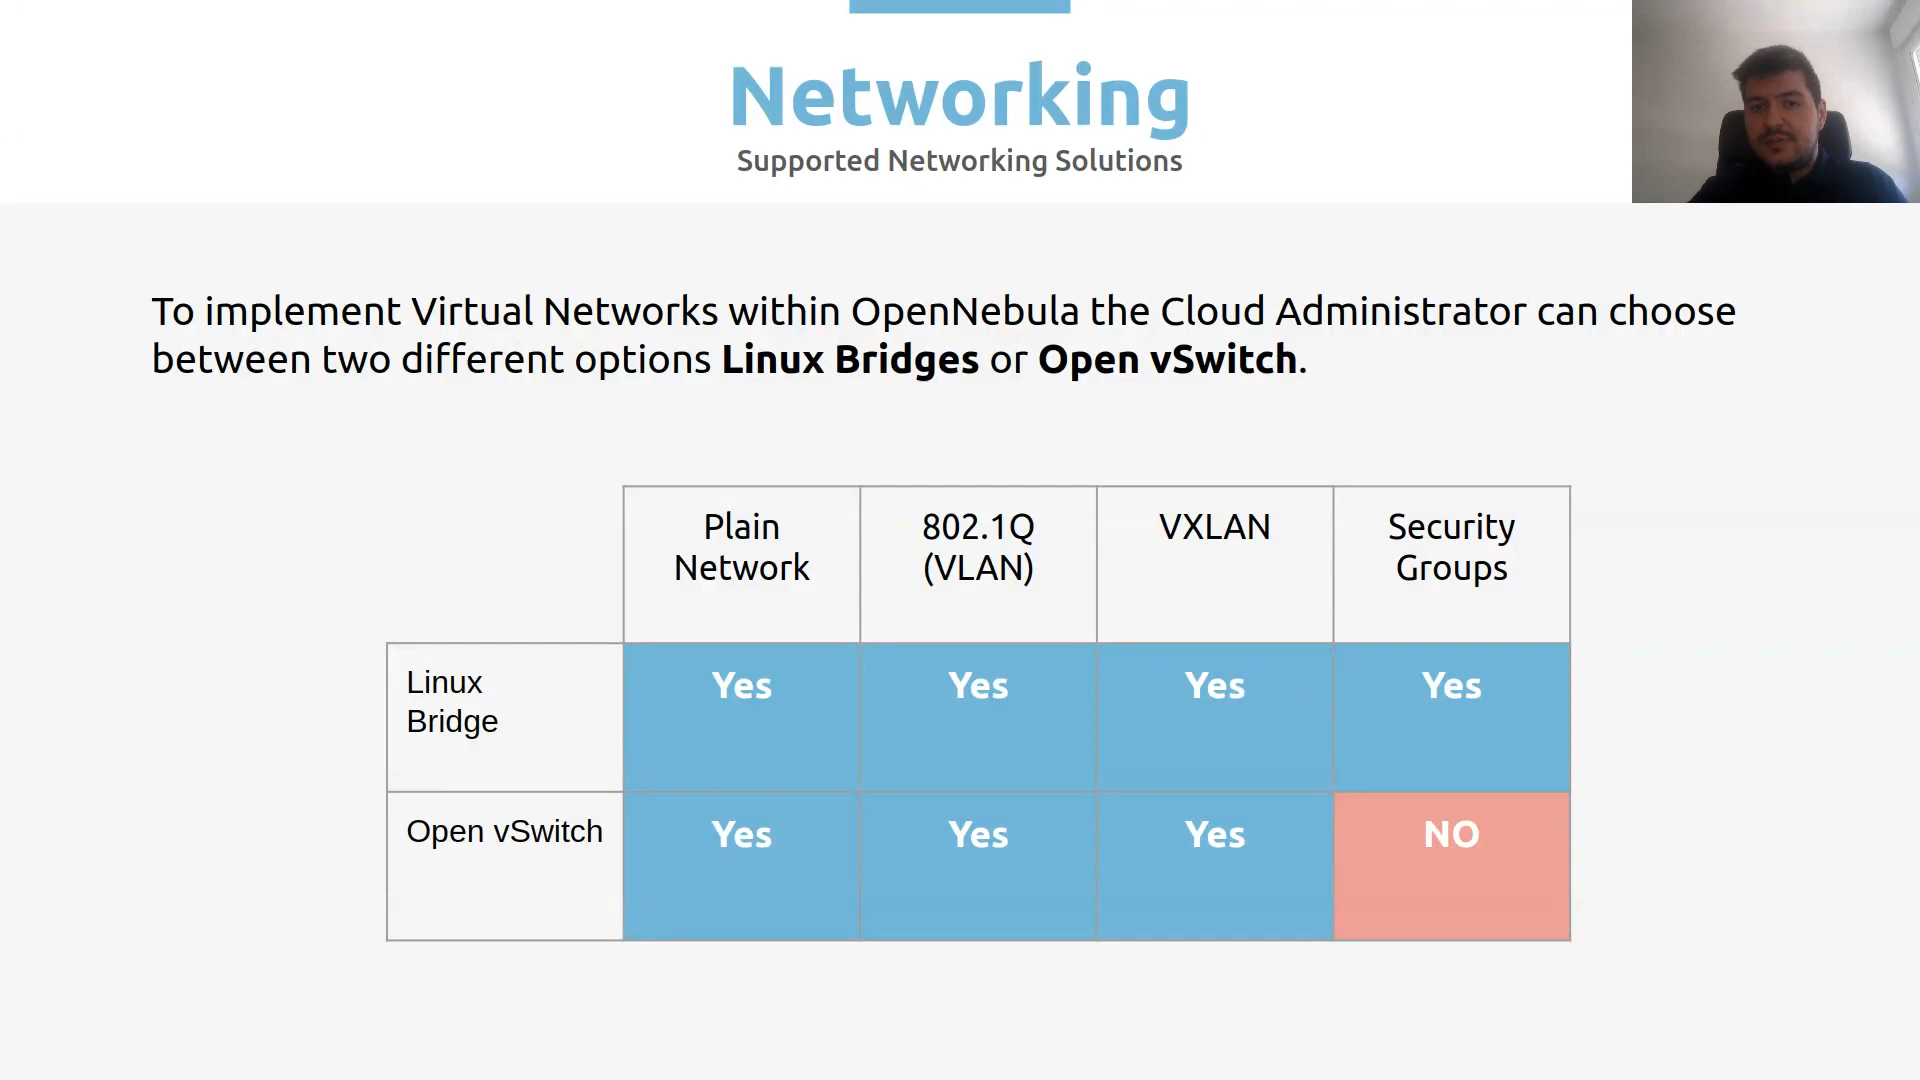 Networking
Supported Networking Solutions
To implement Virtual Networks within OpenNebula the Cloud Administrator can choose
between two different options Linux Bridges or Open vSwitch.
Plain
Network
802.1Q
(VLAN)
VXLAN
Security
Groups
Linux
Bridge
Yes
Yes
Yes
Yes
Open vSwitch
Yes
Yes
Yes
NO